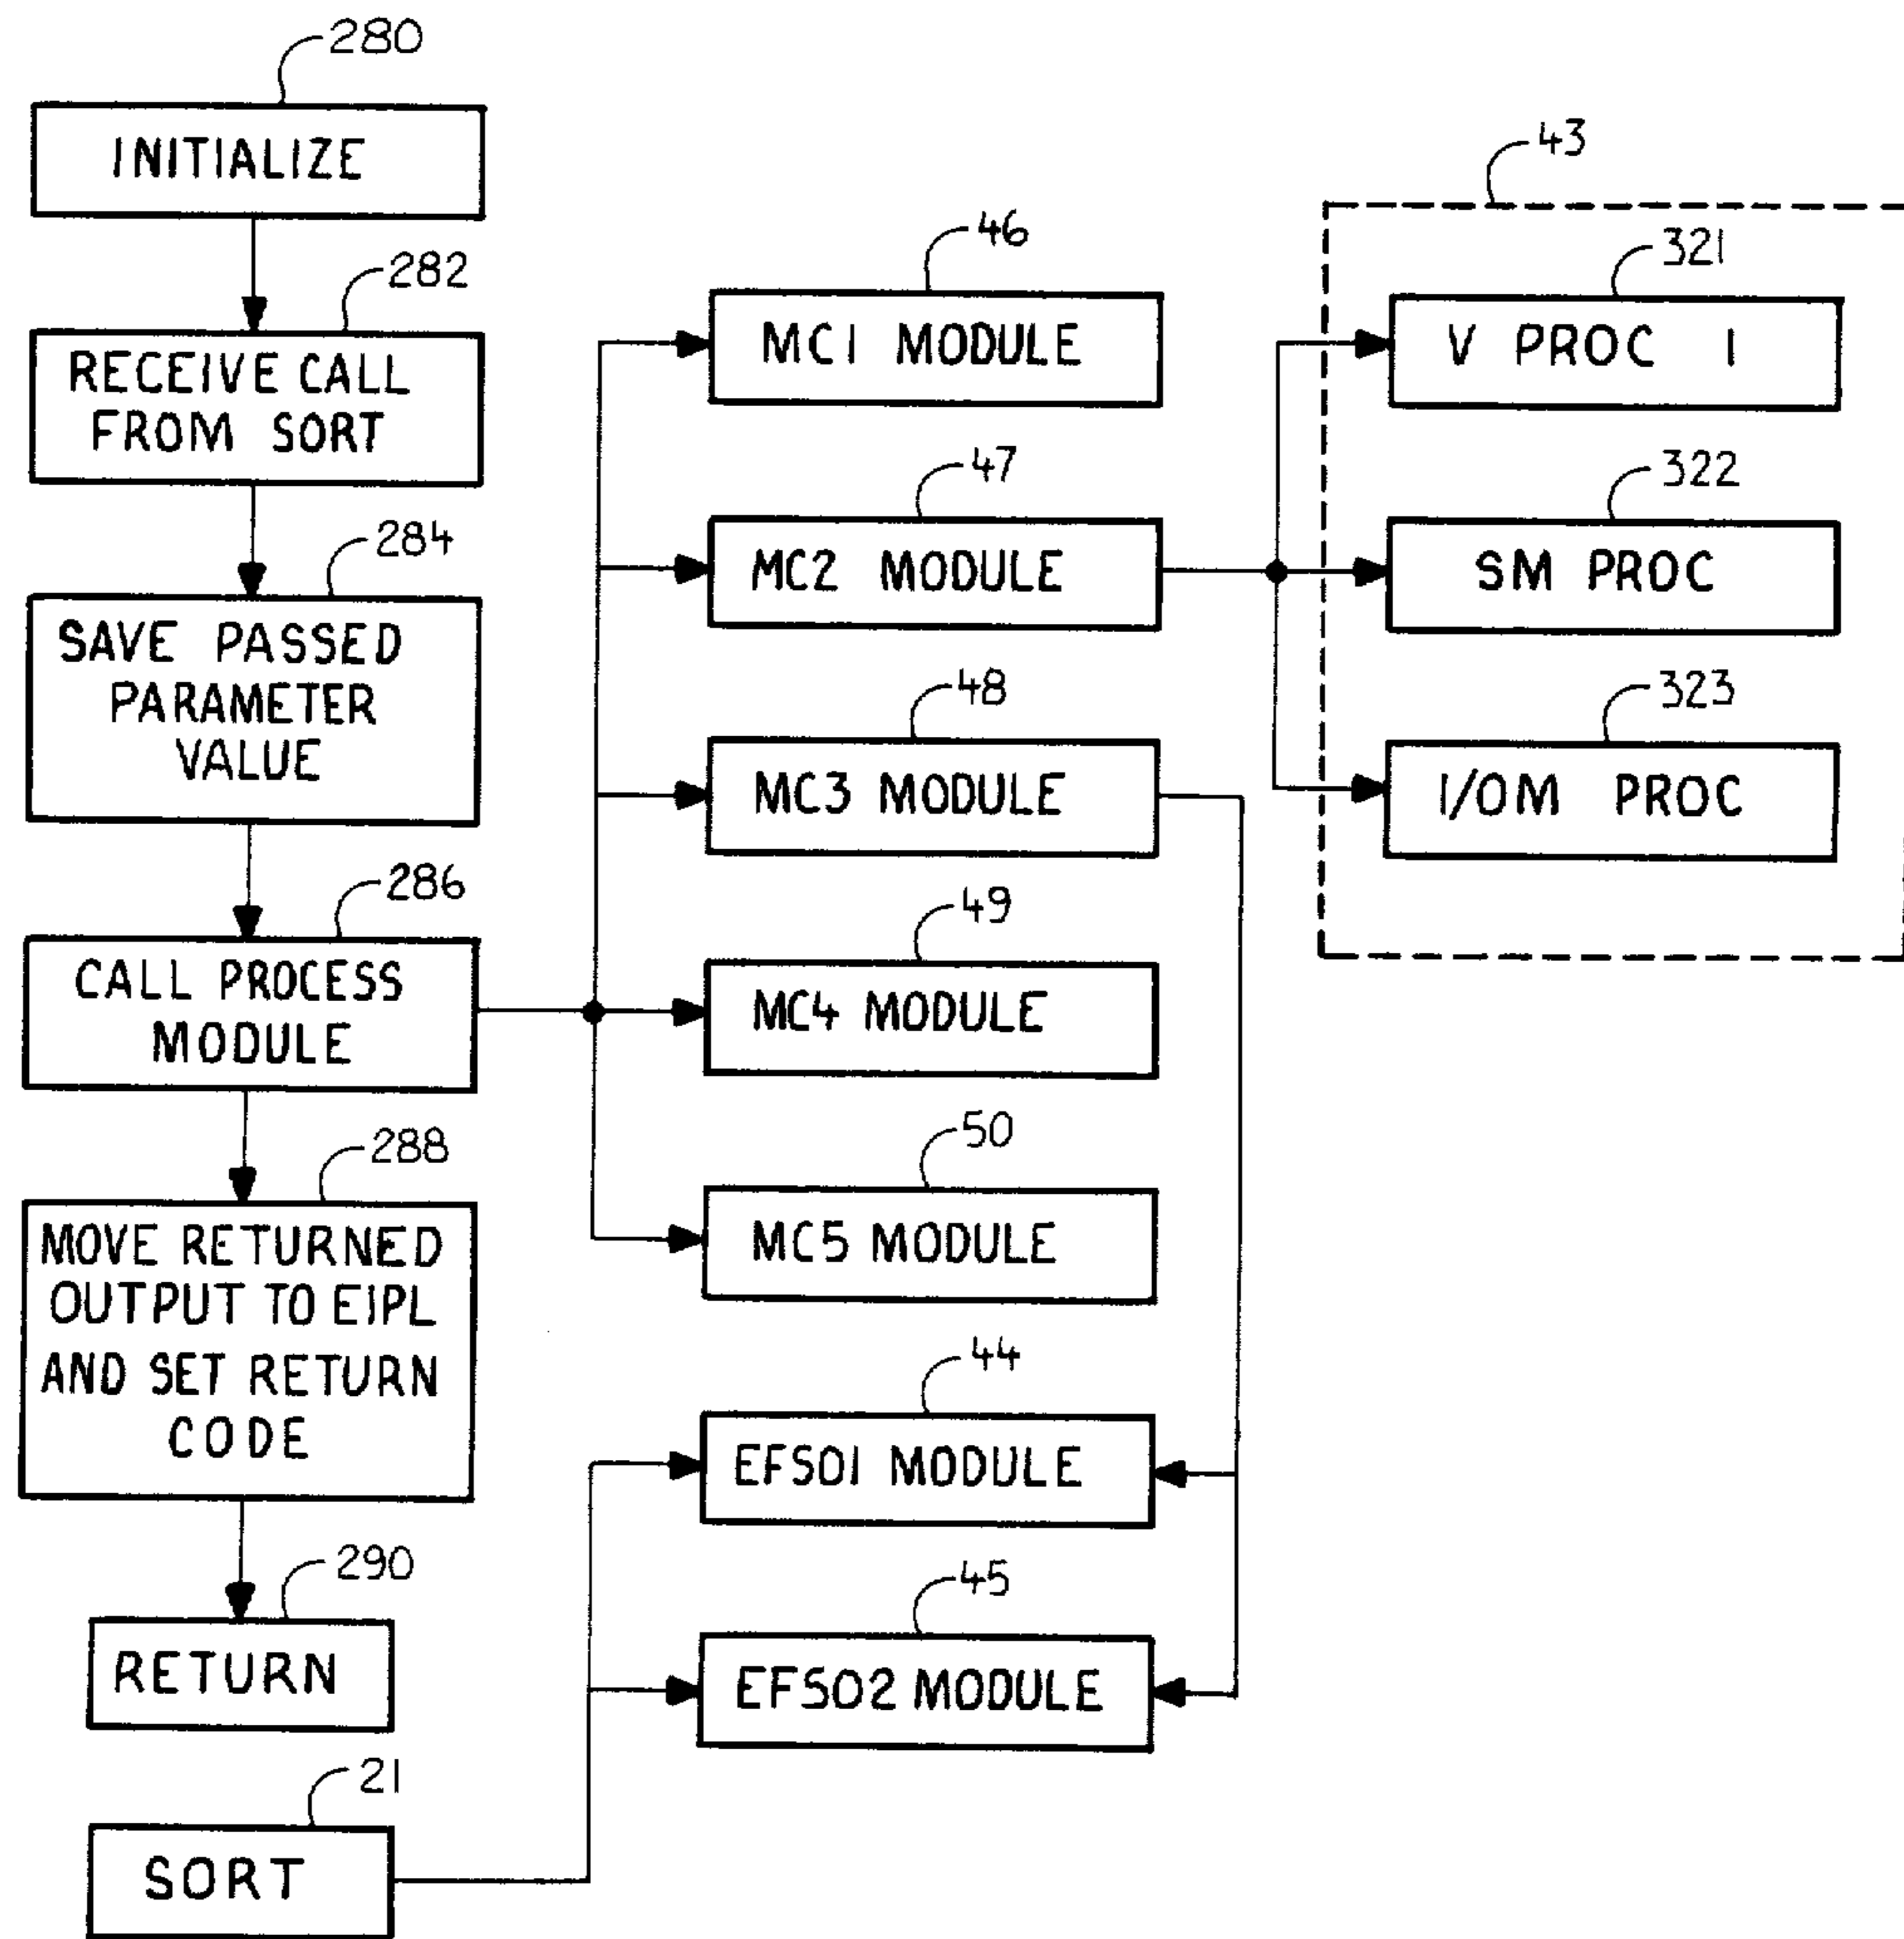 280
INITIALIZE
282
RECEIVE CALL
FROM SORT
284
SAVE PASSED
PARAMETER
VALUE
286
CALL PROCESS
MODULE
288
MOVE RETURNED
OUTPUT TO EIPL
AND SET RETURN
CODE
290
RETURN
21
SORT
46
MC1 MODULE
47
MC2 MODULE
48
MC3 MODULE
49
MC4 MODULE
50
MC5 MODULE
44
EFS01 MODULE
45
EFS02 MODULE
43
321
V PROC 1
322
SM PROC
323
I/OM PROC